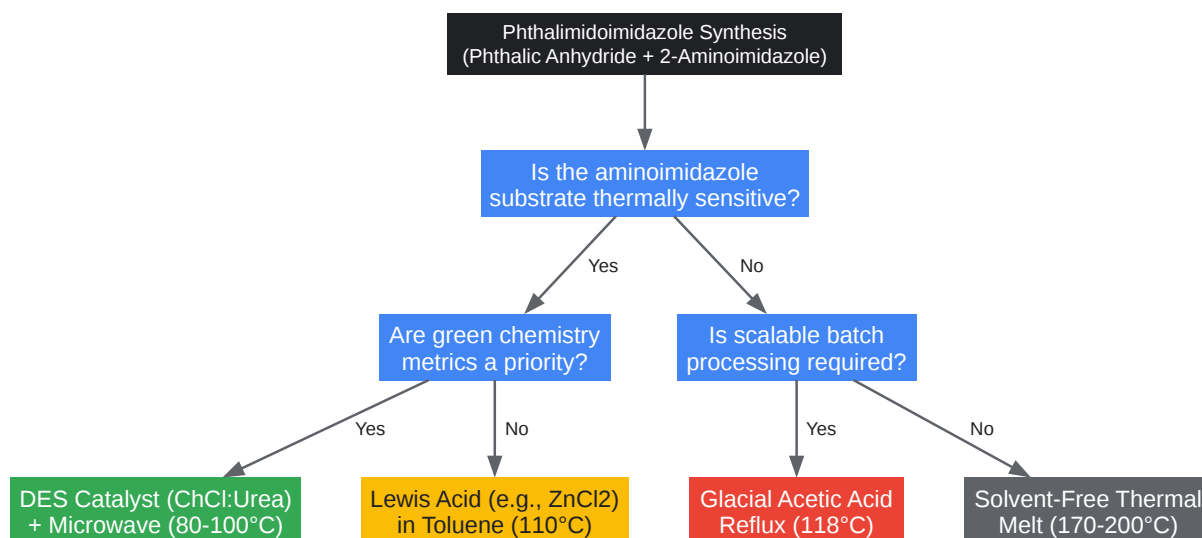 Phthalimidoimidazole Synthesis
(Phthalic Anhydride + 2-Aminoimidazole)
Is the aminoimidazole
substrate thermally sensitive?
Yes
No
Are green chemistry
metrics a priority?
Is scalable batch
processing required?
Yes
No
Yes
No
DES Catalyst (ChCl:Urea)
+ Microwave (80-100°C)
Lewis Acid (e.g., ZnCl2)
in Toluene (110°C)
Glacial Acetic Acid
Reflux (118°C)
Solvent-Free Thermal
Melt (170-200°C)